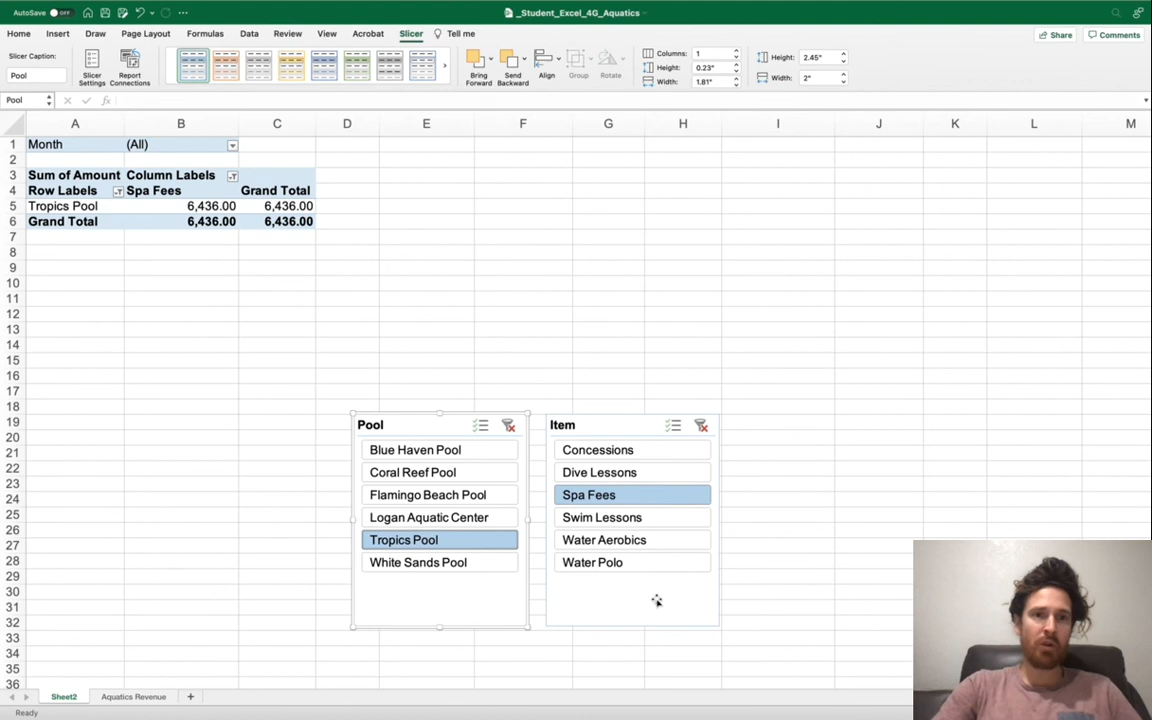 AutoSave OFF
_Student_Excel_4G_Aquatics
Home Insert Draw Page Layout Formulas Data Review View Acrobat Slicer Tell me
Share Comments
Slicer Caption:
Pool
Slicer Settings
Report Connections
Bring Forward
Send Backward
Align
Group
Rotate
Columns: 1
Height: 0.23"
Width: 1.81"
Height: 2.45"
Width: 2"
Pool fx
A B C D E F G H I J K L M
1 Month (All)
2
3 Sum of Amount Column Labels
4 Row Labels Spa Fees Grand Total
5 Tropics Pool 6,436.00 6,436.00
6 Grand Total 6,436.00 6,436.00
7
8
9
10
11
12
13
14
15
16
17
18
19 Pool Item
20
21 Blue Haven Pool Concessions
22 Coral Reef Pool Dive Lessons
23
24 Flamingo Beach Pool Spa Fees
25 Logan Aquatic Center Swim Lessons
26
27 Tropics Pool Water Aerobics
28 White Sands Pool Water Polo
29
30
31
32
33
34
35
36
Sheet2 Aquatics Revenue +
Ready